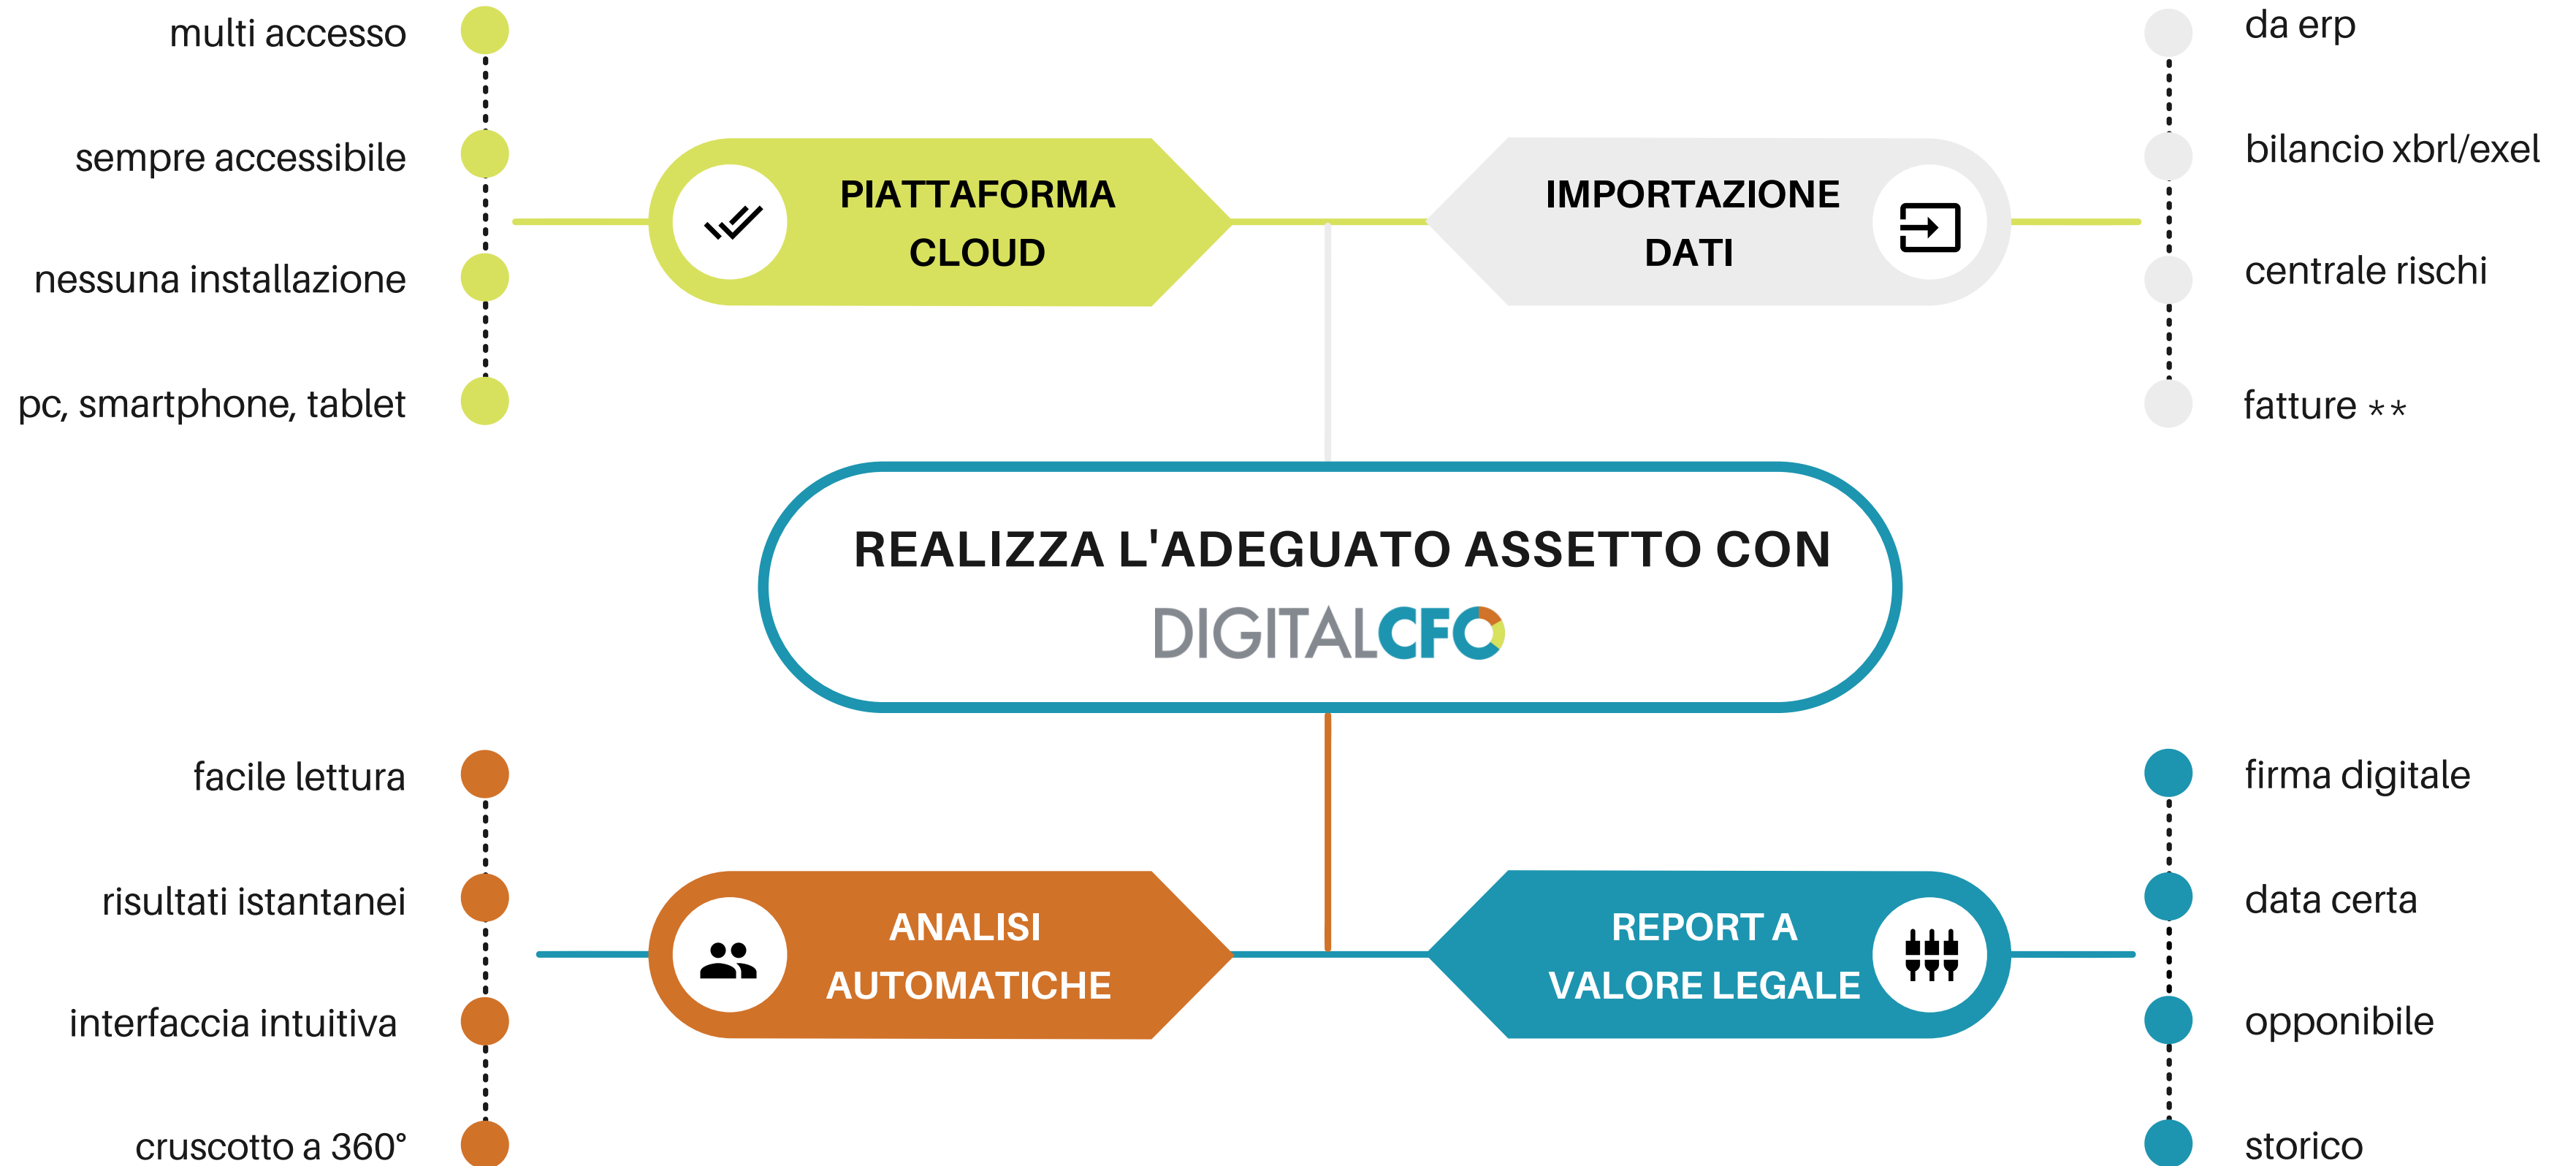 multi accesso
sempre accessibile
nessuna installazione
pc, smartphone, tablet
PIATTAFORMA
CLOUD
IMPORTAZIONE
DATI
da erp
bilancio xbrl/exel
centrale rischi
fatture **
REALIZZA L'ADEGUATO ASSETTO CON
DIGITALCFO
facile lettura
risultati istantanei
interfaccia intuitiva
cruscotto a 360°
ANALISI
AUTOMATICHE
REPORT A
VALORE LEGALE
firma digitale
data certa
opponibile
storico